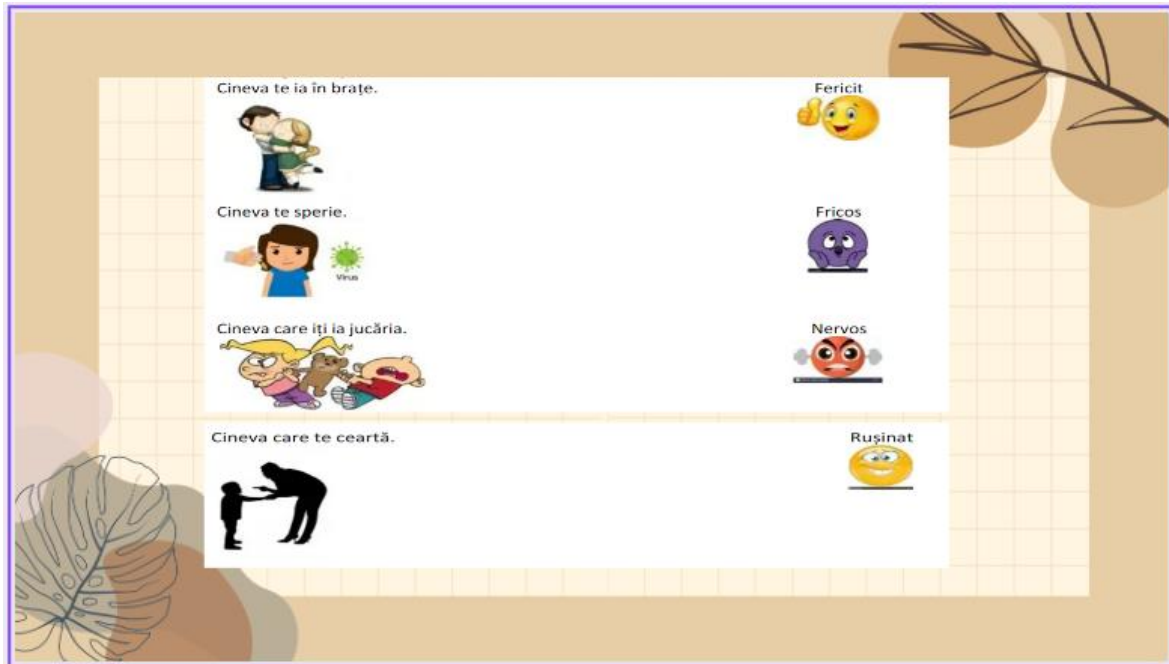 Cineva te ia în brațe.
Fericit
Cineva te sperie.
Fricos
Virus
Cineva care iți ia jucăria.
Nervos
Cineva care te ceartă.
Rușinat